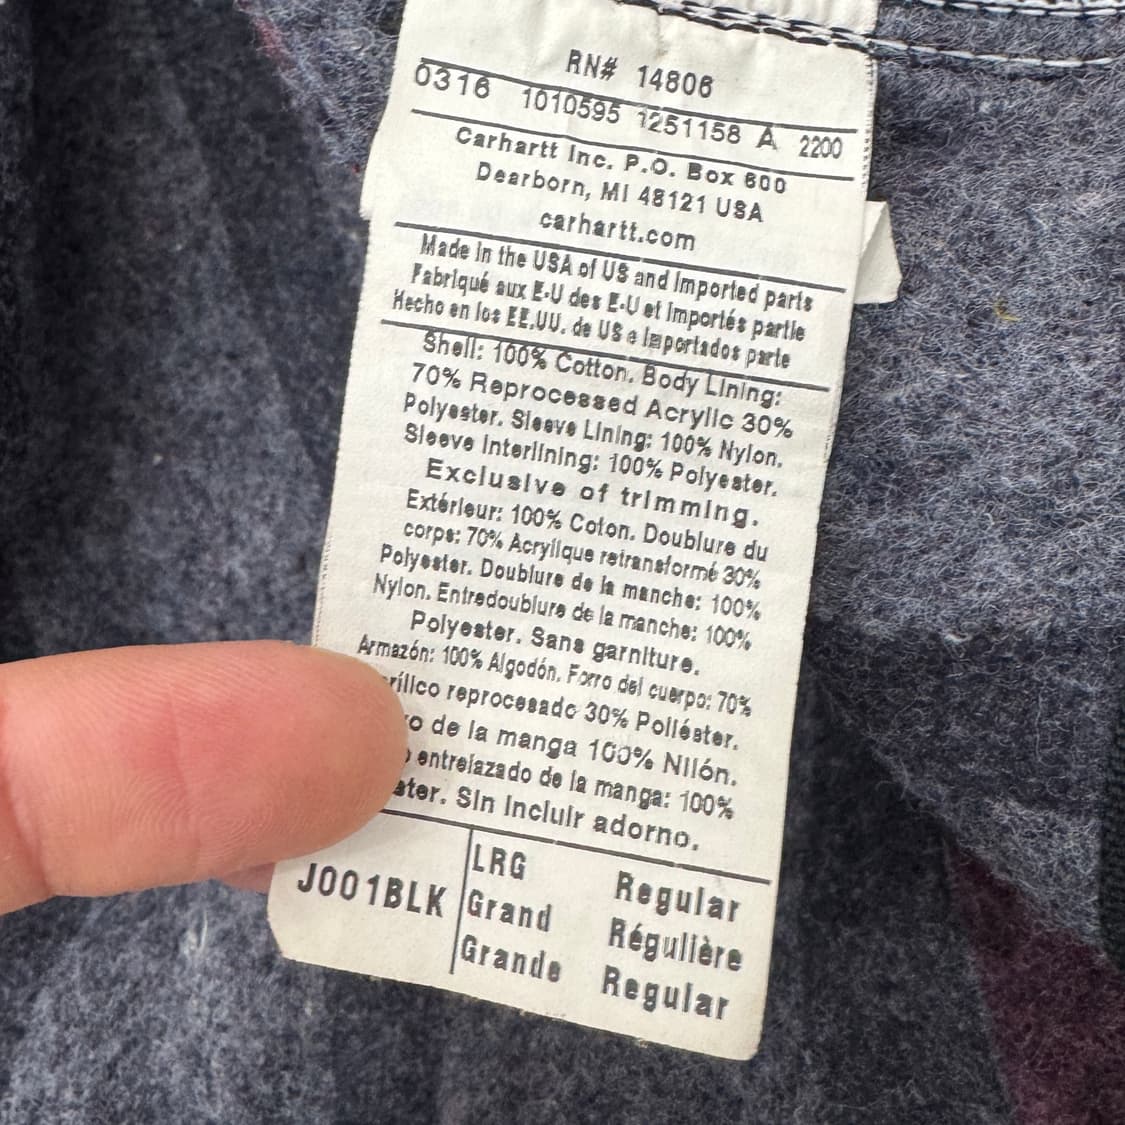 RN# 14806
0316 1010595 1251158 A 2200
Carhartt Inc. P.O. Box 600
Dearborn, MI 48121 USA
carhartt.com
Made in the USA of US and Imported parts
Fabriqué aux E-U des E-U et Importés partie
Hecho en los EE.UU. de US e Importados parte
Shell: 100% Cotton. Body Lining:
70% Reprocessed Acrylic 30%
Polyester. Sleeve Lining: 100% Nylon.
Sleeve Interlining: 100% Polyester.
Exclusive of trimming.
Extérieur: 100% Coton. Doublure du
corps: 70% Acrylique retransformé 30%
Polyester. Doublure de la manche: 100%
Nylon. Entredoublure de la manche: 100%
Polyester. Sans garniture.
Armazón: 100% Algodón. Forro del cuerpo: 70%
rílico reprocesado 30% Poliéster.
ro de la manga 100% Nilón.
entrelazado de la manga: 100%
ster. Sin incluir adorno.
J001BLK
LRG Regular
Grand Régulière
Grande Regular